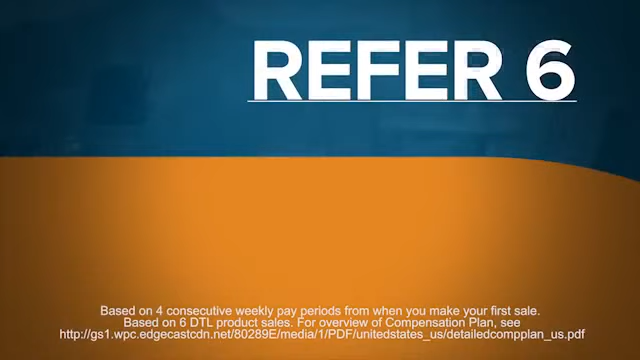 REFER 6
Based on 4 consecutive weekly pay periods from when you make your first sale.
Based on 6 DTL product sales. For overview of Compensation Plan, see
http://gs1.wpc.edgecastcdn.net/80289E/media/1/PDF/unitedstates_us/detailedcompplan_us.pdf